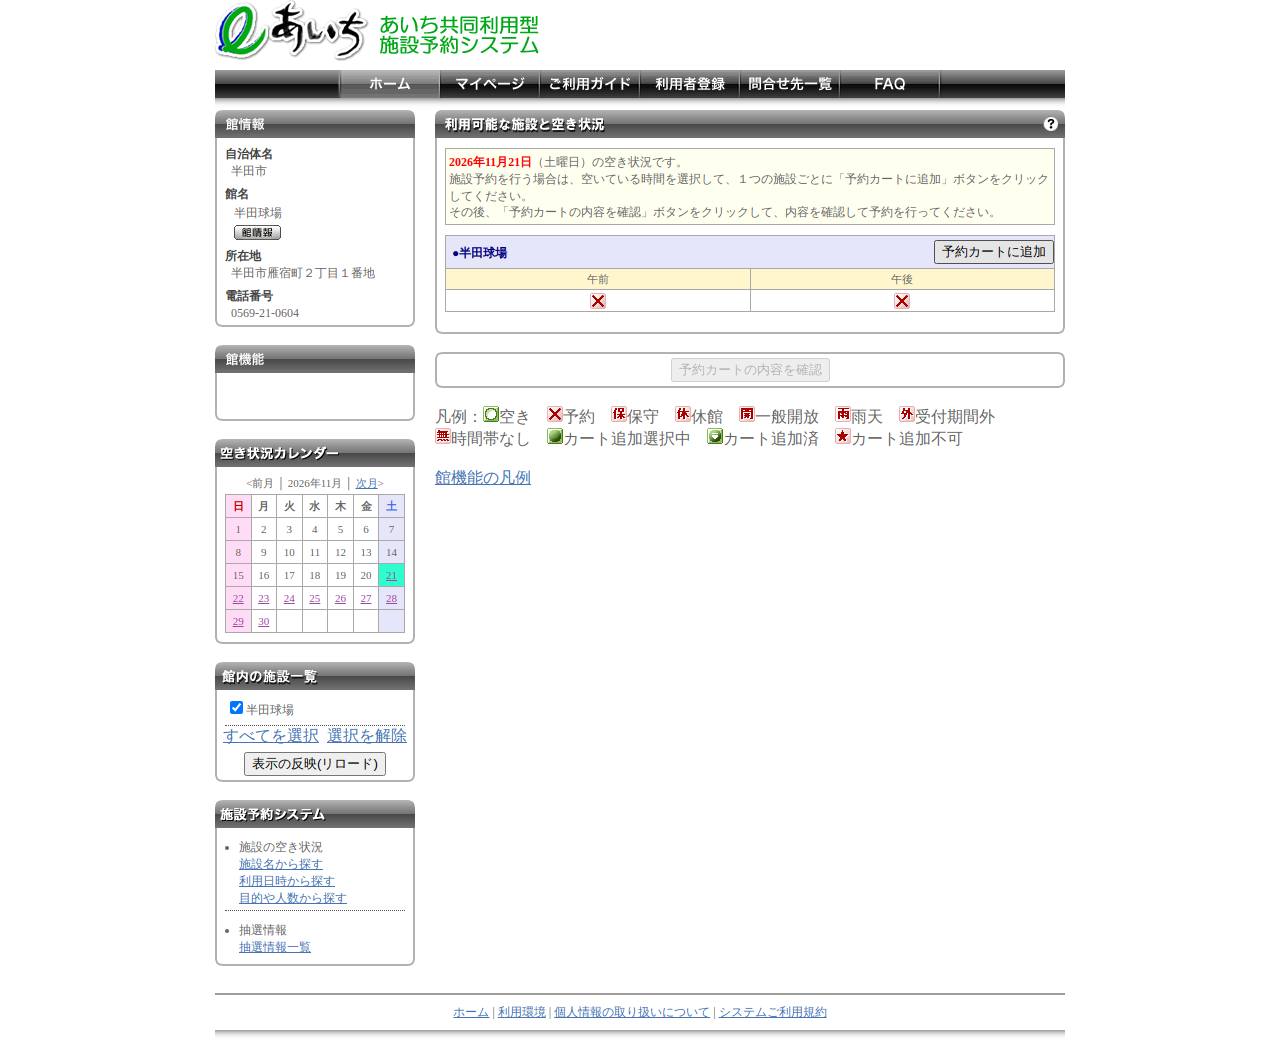 あいち あいち共同利用型
施設予約システム
ホーム マイページ ご利用ガイド 利用者登録 問合せ先一覧 FAQ
館情報
自治体名
半田市
館名
半田球場
館情報
所在地
半田市雁宿町２丁目１番地
電話番号
0569-21-0604
館機能
空き状況カレンダー
<前月 │ 2026年11月 │ 次月>
日 月 火 水 木 金 土
1 2 3 4 5 6 7
8 9 10 11 12 13 14
15 16 17 18 19 20 21
22 23 24 25 26 27 28
29 30
館内の施設一覧
半田球場
すべてを選択 選択を解除
表示の反映(リロード)
施設予約システム
施設の空き状況
施設名から探す
利用日時から探す
目的や人数から探す
抽選情報
抽選情報一覧
利用可能な施設と空き状況 ?
2026年11月21日（土曜日）の空き状況です。
施設予約を行う場合は、空いている時間を選択して、１つの施設ごとに「予約カートに追加」ボタンをクリック
してください。
その後、「予約カートの内容を確認」ボタンをクリックして、内容を確認して予約を行ってください。
●半田球場 予約カートに追加
午前 午後
予約カートの内容を確認
凡例：空き 予約 保保守 休休館 開一般開放 雨雨天 外受付期間外
無時間帯なし カート追加選択中 カート追加済 ★カート追加不可
館機能の凡例
ホーム | 利用環境 | 個人情報の取り扱いについて | システムご利用規約